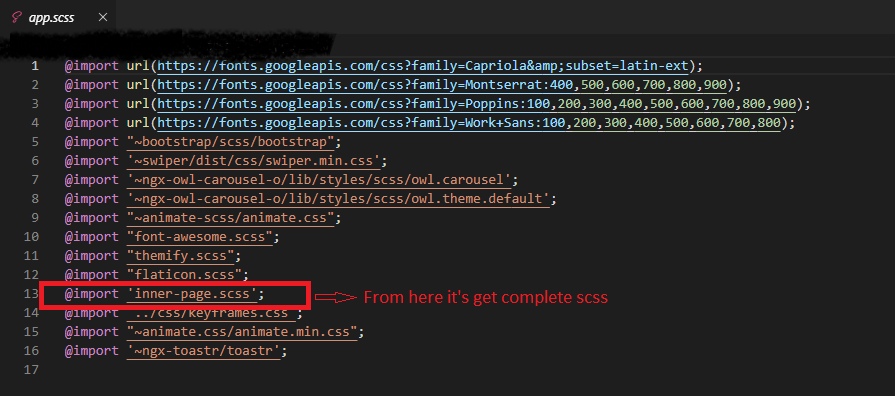 app.scss ×
1 @import url(https://fonts.googleapis.com/css?family=Capriola&amp;subset=latin-ext);
2 @import url(https://fonts.googleapis.com/css?family=Montserrat:400,500,600,700,800,900);
3 @import url(https://fonts.googleapis.com/css?family=Poppins:100,200,300,400,500,600,700,800,900);
4 @import url(https://fonts.googleapis.com/css?family=Work+Sans:100,200,300,400,500,600,700,800);
5 @import "~bootstrap/scss/bootstrap";
6 @import '~swiper/dist/css/swiper.min.css';
7 @import '~ngx-owl-carousel-o/lib/styles/scss/owl.carousel';
8 @import '~ngx-owl-carousel-o/lib/styles/scss/owl.theme.default';
9 @import "~animate-scss/animate.css";
10 @import "font-awesome.scss";
11 @import "themify.scss";
12 @import "flaticon.scss";
13 @import 'inner-page.scss'; From here it's get complete scss
14 @import '../css/keyframes.css';
15 @import "~animate.css/animate.min.css";
16 @import '~ngx-toastr/toastr';
17